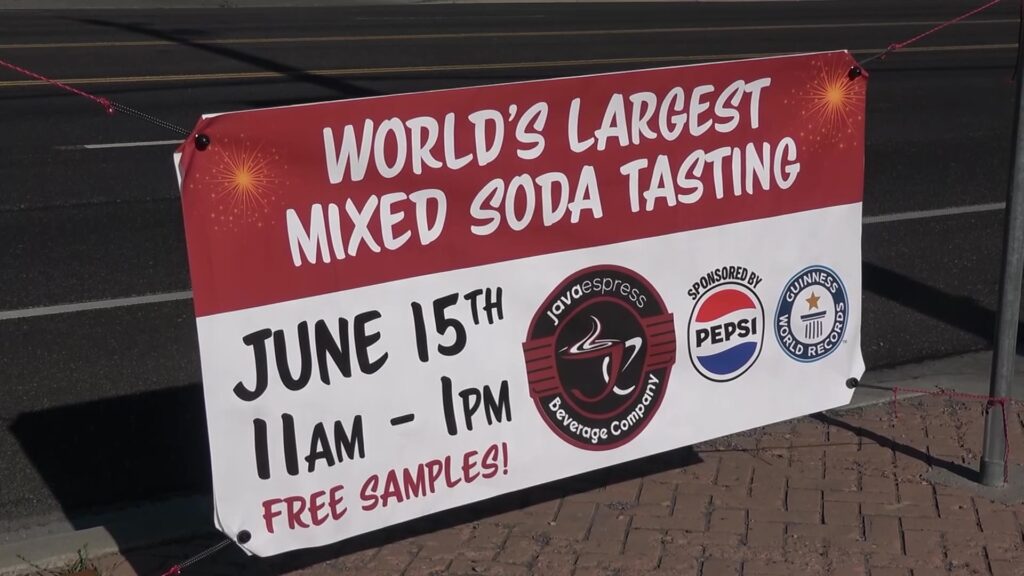 WORLD'S LARGEST
MIXED SODA TASTING
JUNE 15TH
11AM - 1PM
FREE SAMPLES!
Javaespress
Beverage Company
SPONSORED BY
PEPSI
GUINNESS
WORLD RECORDS
TM